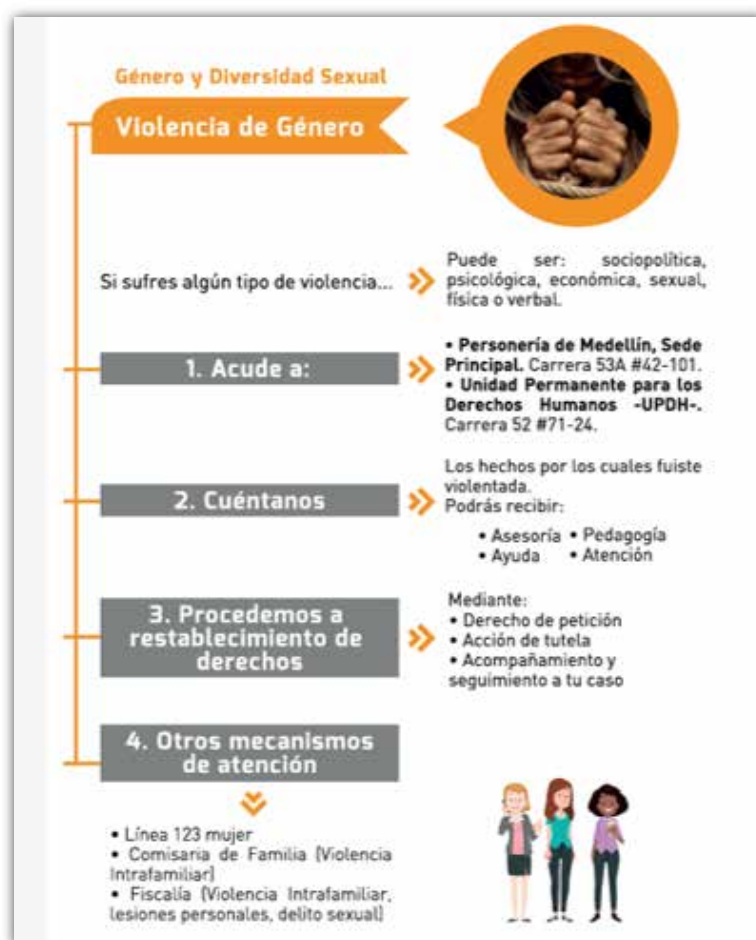 Género y Diversidad Sexual
Violencia de Género
Si sufres algún tipo de violencia...
Puede ser: sociopolítica,
psicológica, económica, sexual,
física o verbal.
1. Acude a:
• Personería de Medellín, Sede
Principal. Carrera 53A #42-101.
• Unidad Permanente para los
Derechos Humanos -UPDH-.
Carrera 52 #71-24.
2. Cuéntanos
Los hechos por los cuales fuiste
violentada.
Podrás recibir:
• Asesoría • Pedagogía
• Ayuda • Atención
3. Procedemos a
restablecimiento de
derechos
Mediante:
• Derecho de petición
• Acción de tutela
• Acompañamiento y
seguimiento a tu caso
4. Otros mecanismos
de atención
• Línea 123 mujer
• Comisaria de Familia (Violencia
Intrafamiliar)
• Fiscalía (Violencia Intrafamiliar,
lesiones personales, delito sexual)